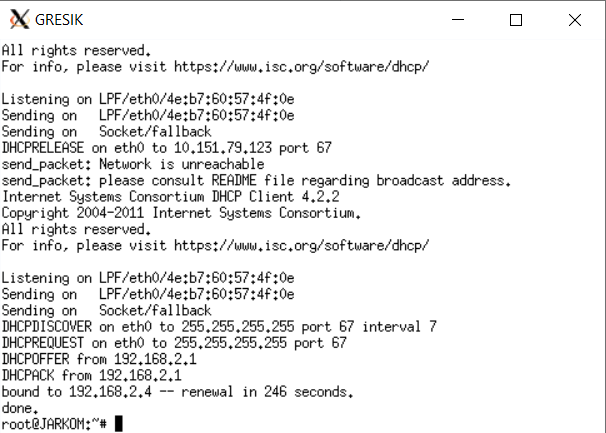 GRESIK
All rights reserved.
For info, please visit https://www.isc.org/software/dhcp/
Listening on LPF/eth0/4e:b7:60:57:4f:0e
Sending on   LPF/eth0/4e:b7:60:57:4f:0e
Sending on   Socket/fallback
DHCPRELEASE on eth0 to 10.151.79.123 port 67
send_packet: Network is unreachable
send_packet: please consult README file regarding broadcast address.
Internet Systems Consortium DHCP Client 4.2.2
Copyright 2004-2011 Internet Systems Consortium.
All rights reserved.
For info, please visit https://www.isc.org/software/dhcp/
Listening on LPF/eth0/4e:b7:60:57:4f:0e
Sending on   LPF/eth0/4e:b7:60:57:4f:0e
Sending on   Socket/fallback
DHCPDISCOVER on eth0 to 255.255.255.255 port 67 interval 7
DHCPREQUEST on eth0 to 255.255.255.255 port 67
DHCPOFFER from 192.168.2.1
DHCPACK from 192.168.2.1
bound to 192.168.2.4 -- renewal in 246 seconds.
done.
root@JARKOM:~#